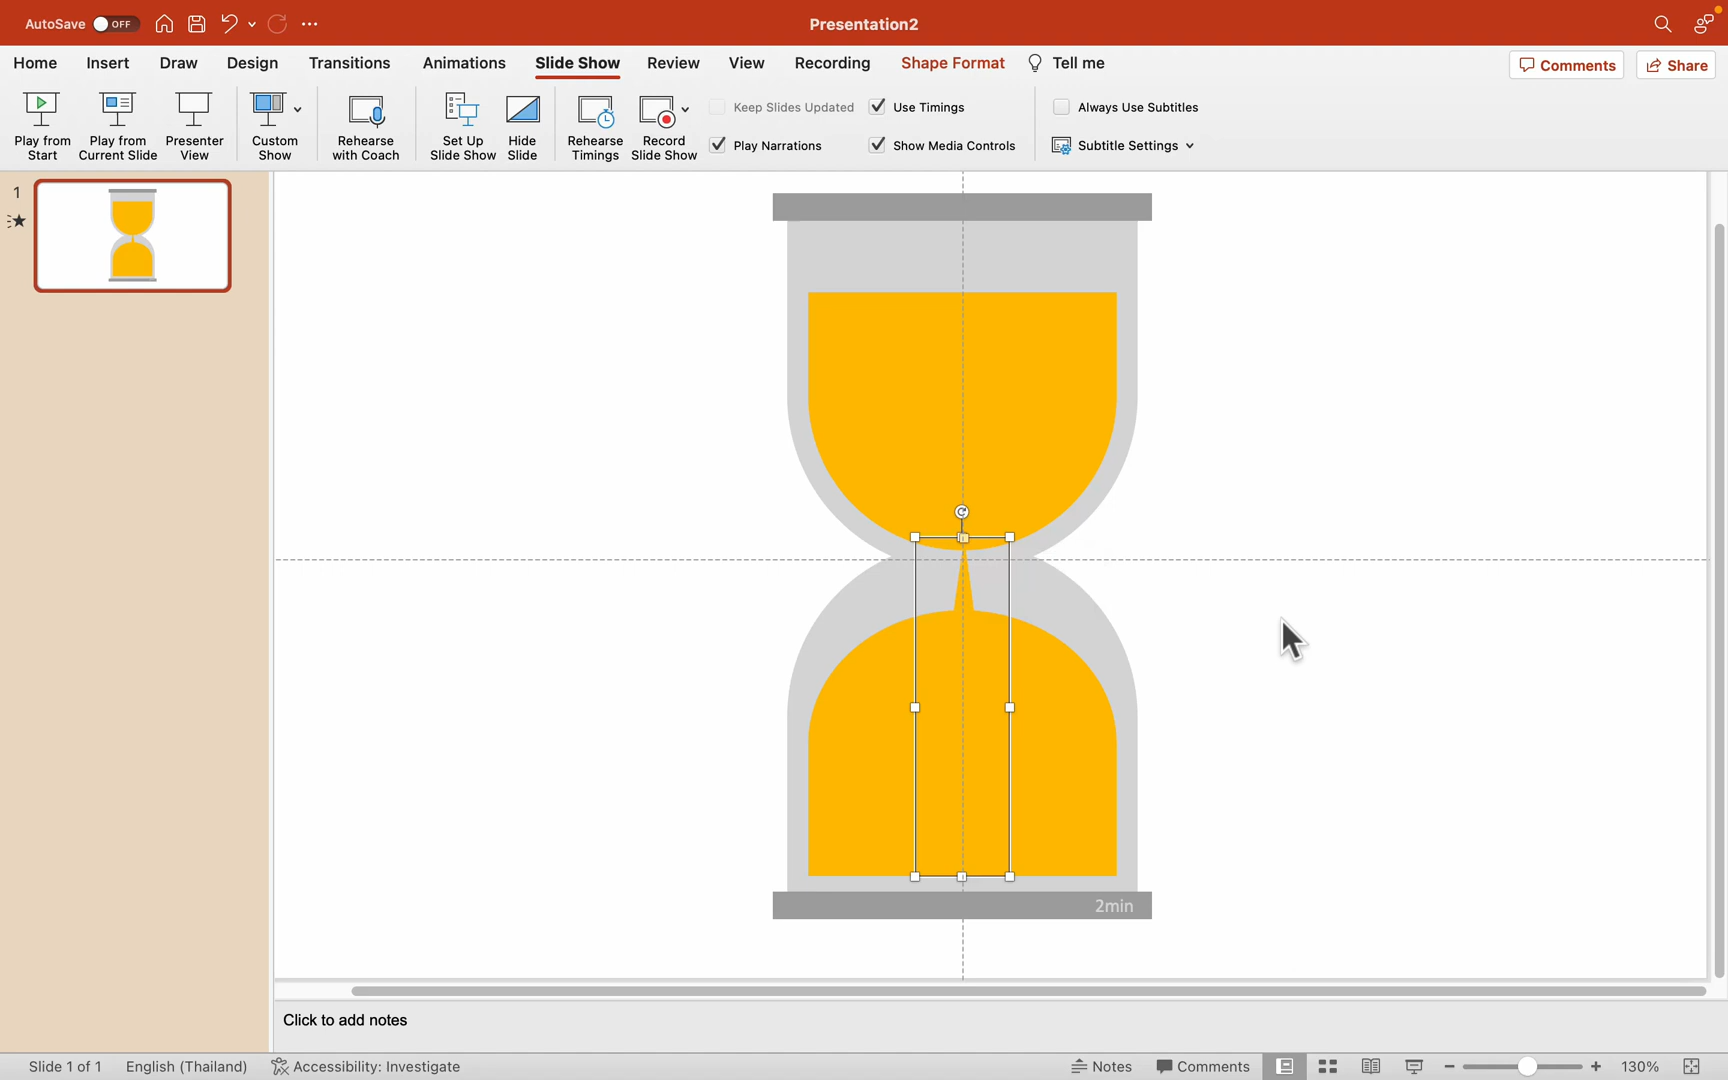 AutoSave OFF
Presentation2
Home Insert Draw Design Transitions Animations Slide Show Review View Recording Shape Format Tell me
Comments Share
Play from Start
Play from Current Slide
Presenter View
Custom Show
Rehearse with Coach
Set Up Slide Show
Hide Slide
Rehearse Timings
Record Slide Show
Keep Slides Updated
Use Timings
Play Narrations
Show Media Controls
Always Use Subtitles
Subtitle Settings
1
2min
Click to add notes
Slide 1 of 1 English (Thailand) Accessibility: Investigate
Notes Comments 130%